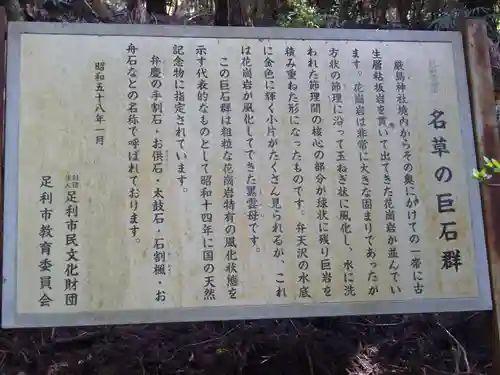 名草の巨石群
厳島神社境内からその奥にかけての一帯に古
生層粘板岩を貫いて出てきた花崗岩が並んでい
ます。花崗岩は非常に大きな固まりであったが
方状の節理に沿って玉ねぎ状に風化し、水に洗
われた節理間の核心の部分が球状に残り巨岩を
積み重ねた形になったものです。弁天沢の水底
に金色に輝く小片がたくさん見られるが、これ
は花崗岩が風化してできた黒雲母です。
この巨石群は粗粒な花崗岩特有の風化状態を
示す代表的なものとして昭和十四年に国の天然
記念物に指定されています。
弁慶の手割石・お供石・太鼓石・石割楓・お
舟石などの名称で呼ばれております。
昭和五十八年一月
財団法人足利市民文化財団
足利市教育委員会